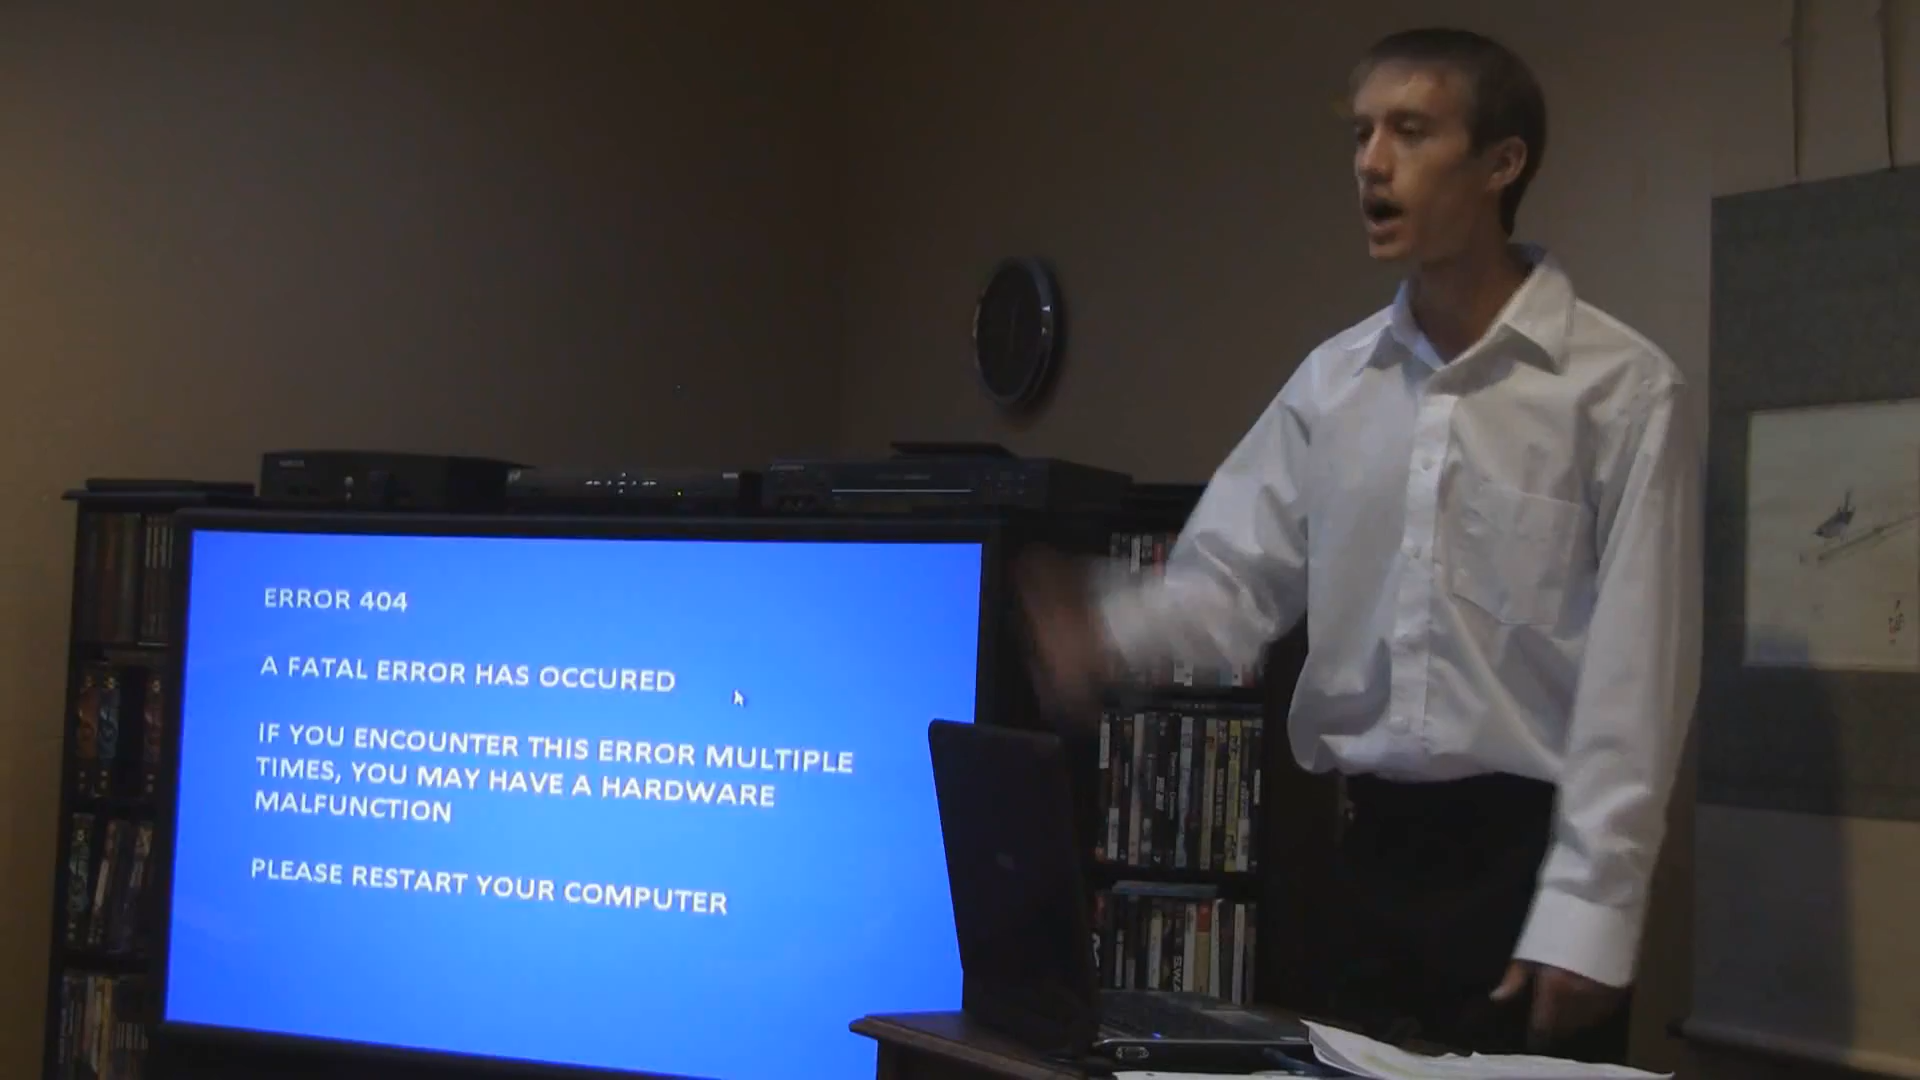 ERROR 404
A FATAL ERROR HAS OCCURED
IF YOU ENCOUNTER THIS ERROR MULTIPLE
TIMES, YOU MAY HAVE A HARDWARE
MALFUNCTION
PLEASE RESTART YOUR COMPUTER